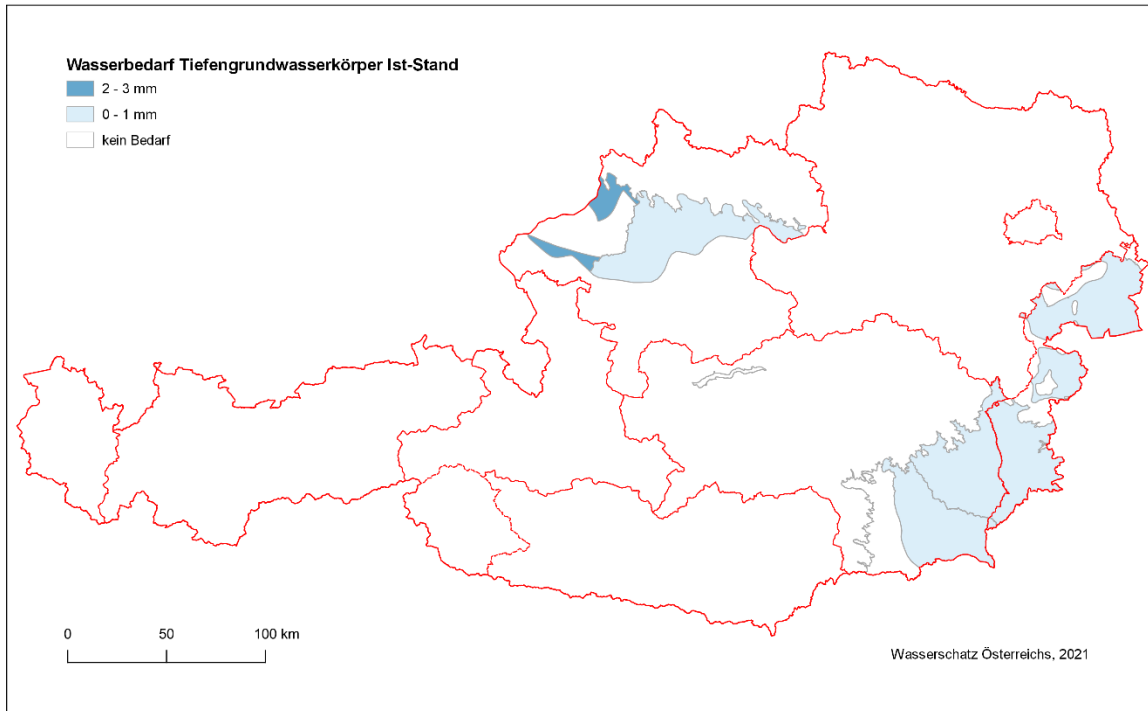 Wasserbedarf Tiefengrundwasserkörper Ist-Stand
2 - 3 mm
0 - 1 mm
kein Bedarf
0 50 100 km
Wasserschatz Österreichs, 2021